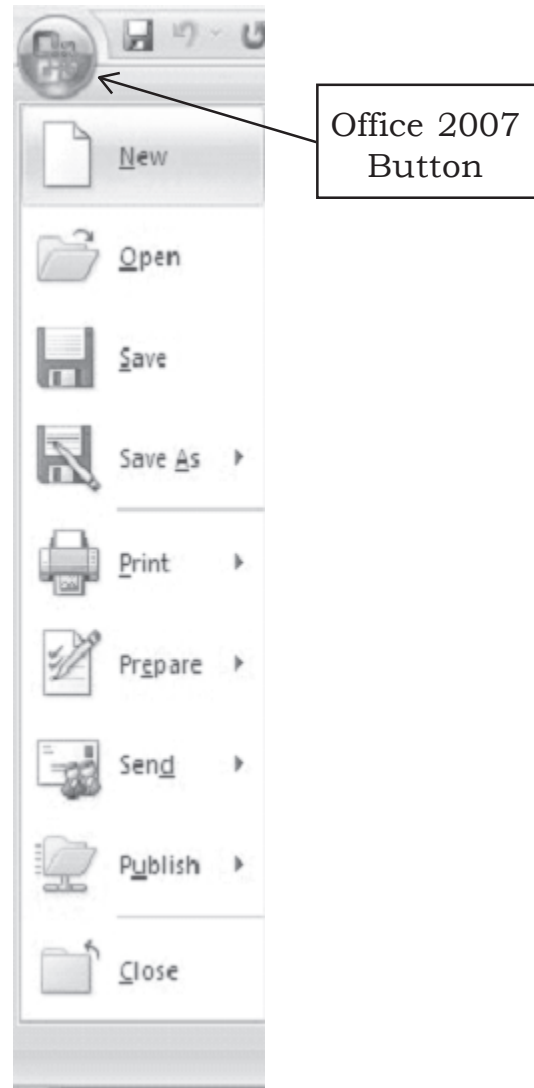 Office 2007
Button
New
Open
Save
Save As
Print
Prepare
Send
Publish
Close